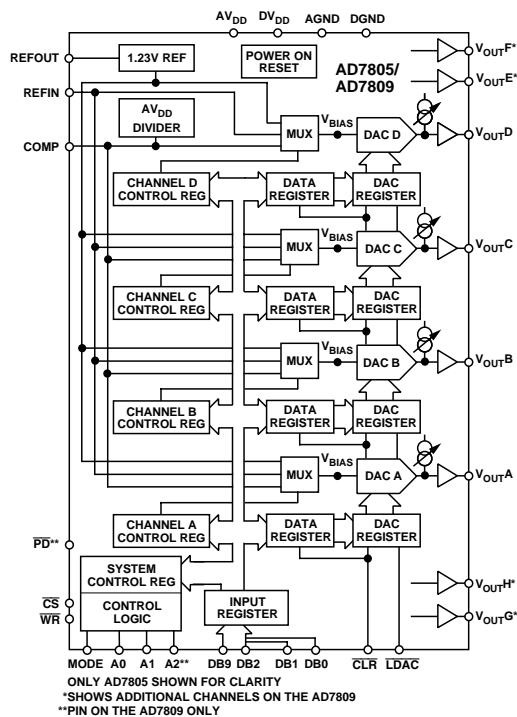 AVDD DVDD AGND DGND
REFOUT
1.23V REF
POWER ON
RESET
AD7805/
AD7809
VOUTF*
VOUTE*
REFIN
AVDD
DIVIDER
COMP
MUX
VBIAS
DAC D
VOUTD
CHANNEL D
CONTROL REG
DATA
REGISTER
DAC
REGISTER
MUX
VBIAS
DAC C
VOUTC
CHANNEL C
CONTROL REG
DATA
REGISTER
DAC
REGISTER
MUX
VBIAS
DAC B
VOUTB
CHANNEL B
CONTROL REG
DATA
REGISTER
DAC
REGISTER
MUX
VBIAS
DAC A
VOUTA
CHANNEL A
CONTROL REG
DATA
REGISTER
DAC
REGISTER
PD**
SYSTEM
CONTROL REG
CONTROL
LOGIC
INPUT
REGISTER
VOUTH*
VOUTG*
CS
WR
MODE A0 A1 A2** DB9 DB2 DB1 DB0 CLR LDAC
ONLY AD7805 SHOWN FOR CLARITY
*SHOWS ADDITIONAL CHANNELS ON THE AD7809
**PIN ON THE AD7809 ONLY